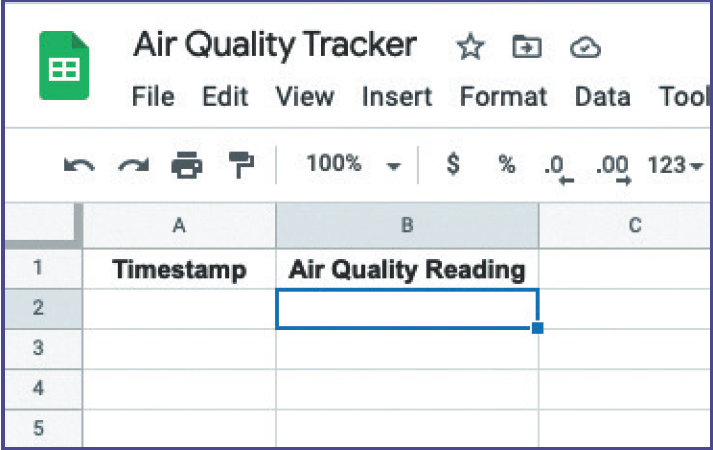 Air Quality Tracker
File Edit View Insert Format Data Tool
100% $ % .0 .00 123
A B C
1 Timestamp Air Quality Reading
2
3
4
5